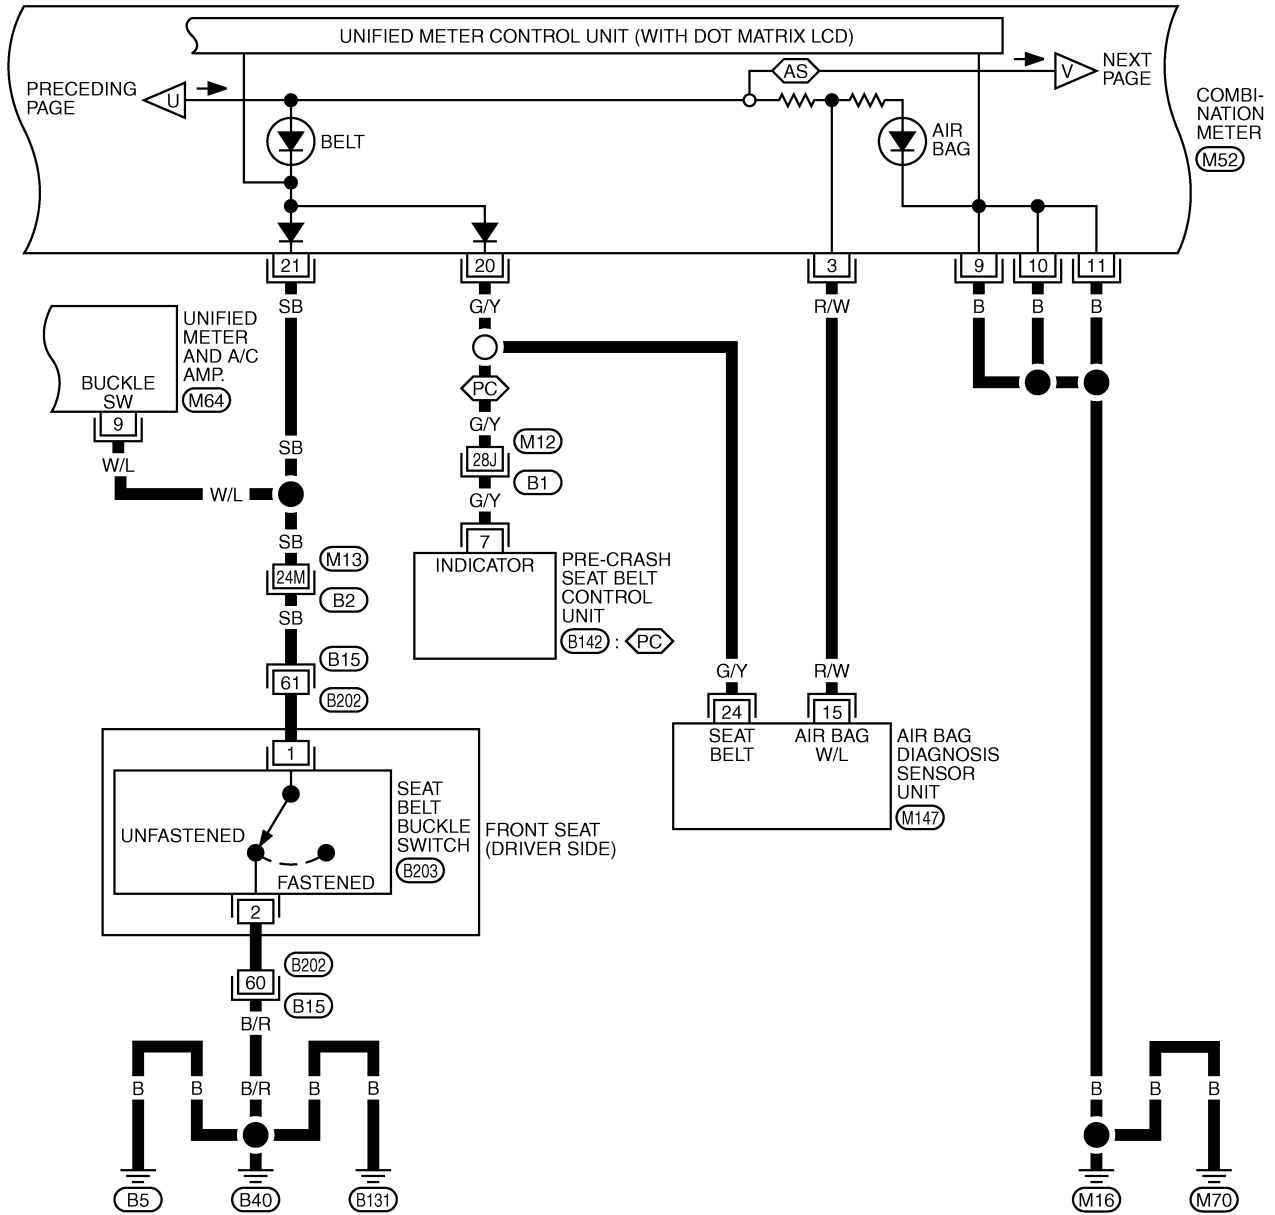 UNIFIED METER CONTROL UNIT (WITH DOT MATRIX LCD)
PRECEDING
PAGE
U
AS
V
NEXT
PAGE
COMBI-
NATION
METER
M52
BELT
AIR
BAG
21
20
3
9
10
11
SB
G/Y
R/W
B
B
B
UNIFIED
METER
AND A/C
AMP.
M64
BUCKLE
SW
9
W/L
W/L
SB
PC
G/Y
28J
M12
B1
G/Y
7
INDICATOR
PRE-CRASH
SEAT BELT
CONTROL
UNIT
B142 : PC
SB
24M
M13
B2
SB
61
B15
B202
G/Y
R/W
24
15
SEAT
BELT
AIR BAG
W/L
AIR BAG
DIAGNOSIS
SENSOR
UNIT
M147
1
UNFASTENED
FASTENED
SEAT
BELT
BUCKLE
SWITCH
B203
FRONT SEAT
(DRIVER SIDE)
2
60
B202
B15
B/R
B
B
B/R
B
B
B
B
B
B5
B40
B131
M16
M70